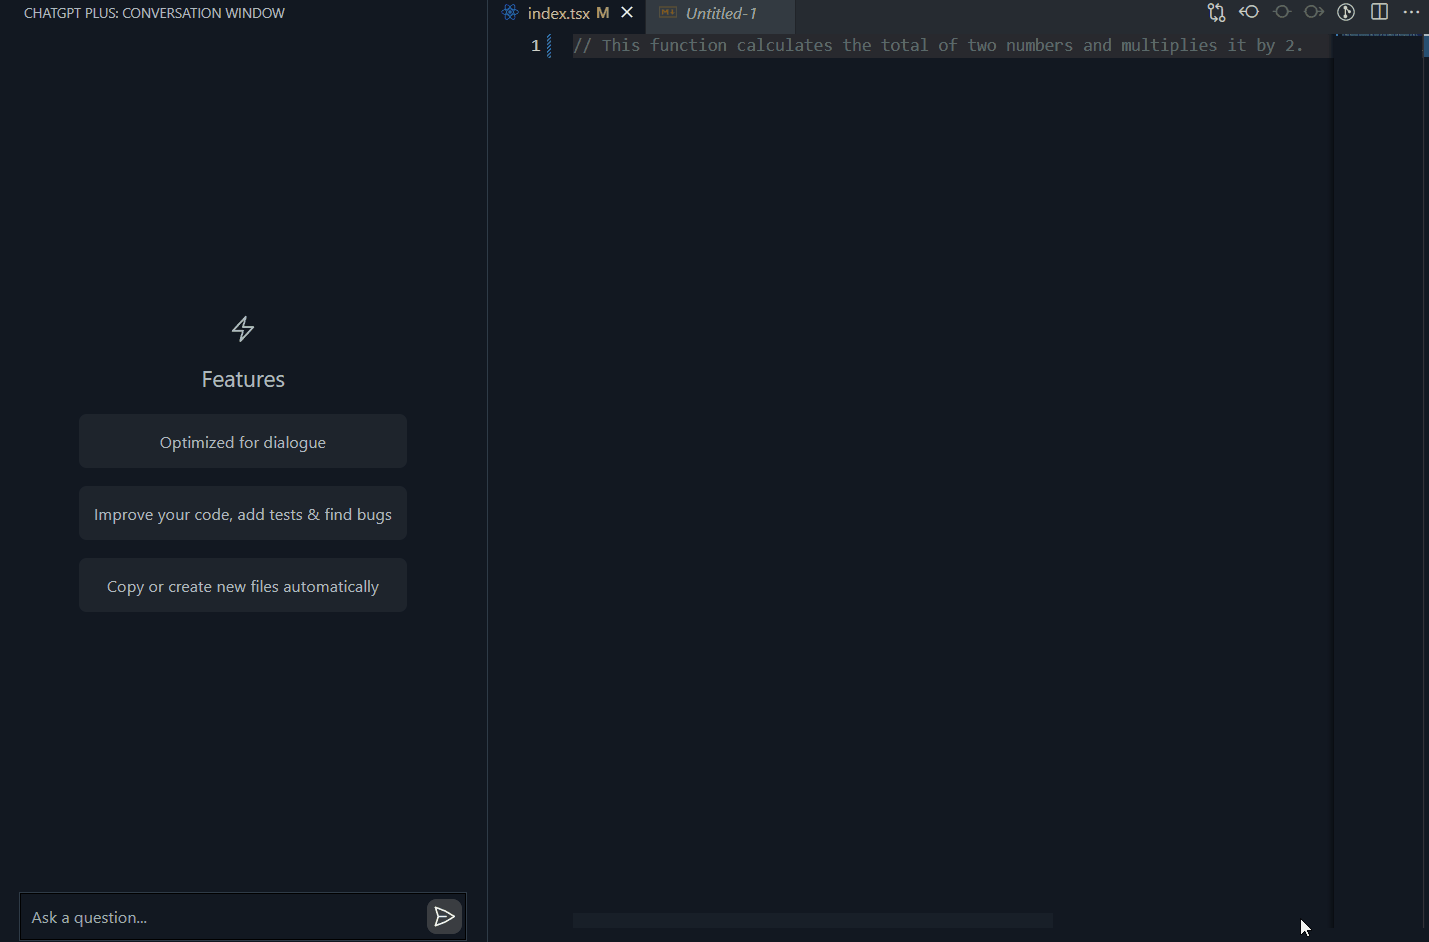 CHATGPT PLUS: CONVERSATION WINDOW
index.tsx M
Untitled-1
1 // This function calculates the total of two numbers and multiplies it by 2.
Features
Optimized for dialogue
Improve your code, add tests & find bugs
Copy or create new files automatically
Ask a question...